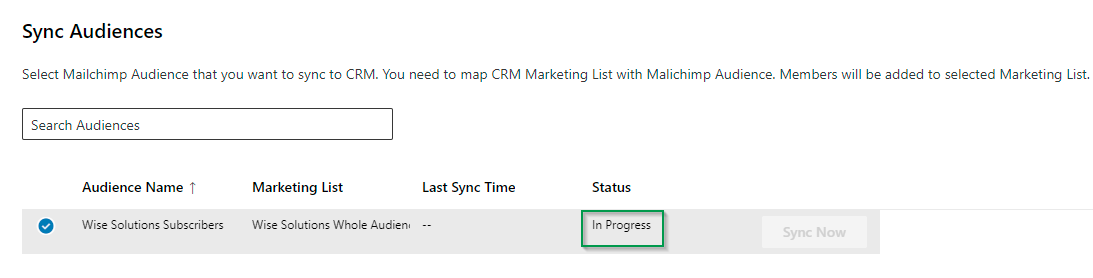 Sync Audiences
Select Mailchimp Audience that you want to sync to CRM. You need to map CRM Marketing List with Malichimp Audience. Members will be added to selected Marketing List.
Search Audiences
Audience Name ↑ Marketing List Last Sync Time Status
Wise Solutions Subscribers Wise Solutions Whole Audien -- In Progress Sync Now